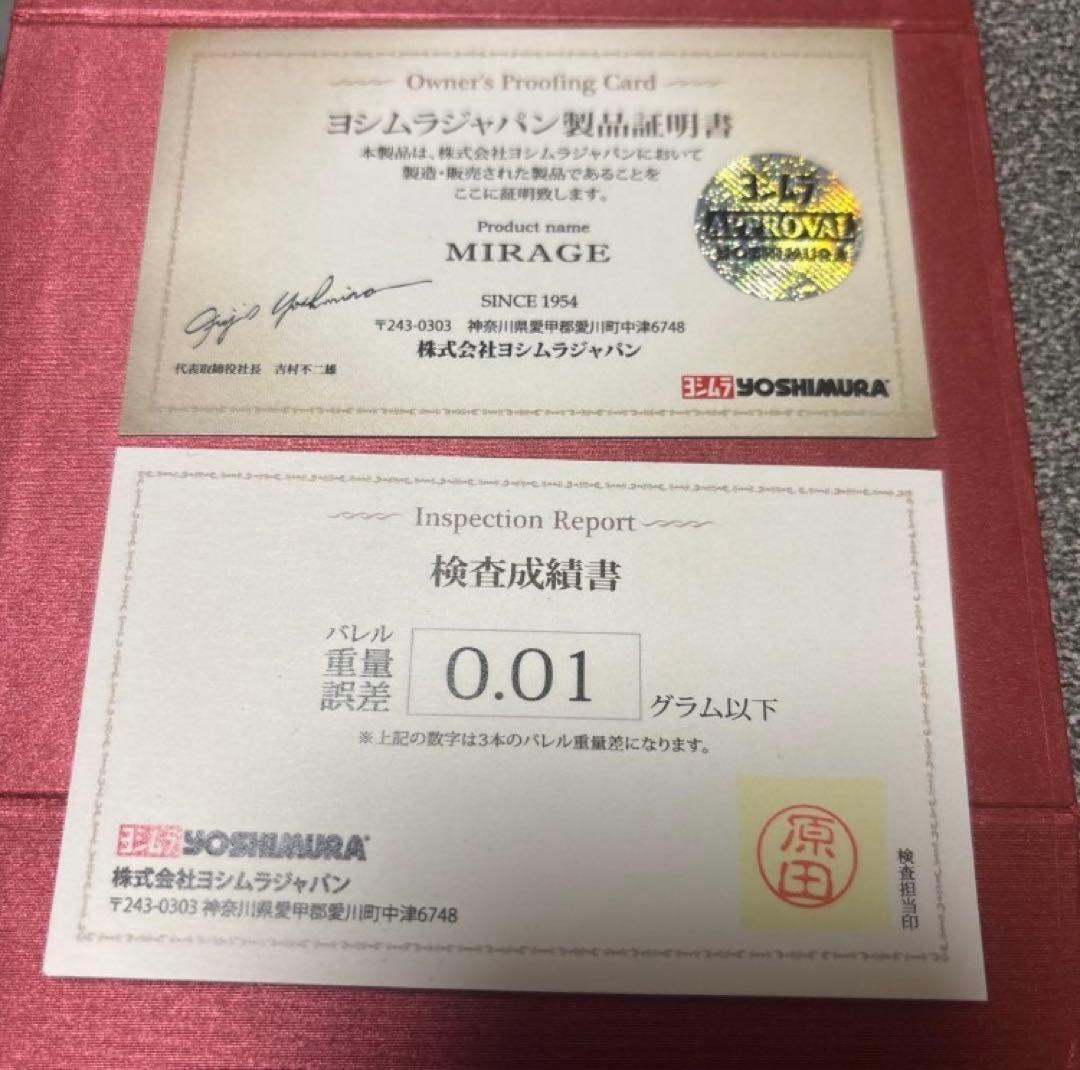 Owner's Proofing Card
ヨシムラジャパン製品証明書
本製品は、株式会社ヨシムラジャパンにおいて
製造・販売された製品であることを
ここに証明致します。
ヨシムラ
APPROVAL
YOSHIMURA
Product name
MIRAGE
SINCE 1954
〒243-0303 神奈川県愛甲郡愛川町中津6748
株式会社ヨシムラジャパン
代表取締役社長 吉村不二雄
ヨシムラ YOSHIMURA
Inspection Report
検査成績書
バレル
重量
誤差
0.01
グラム以下
※上記の数字は3本のバレル重量差になります。
ヨシムラ YOSHIMURA
株式会社ヨシムラジャパン
〒243-0303 神奈川県愛甲郡愛川町中津6748
原田
検査担当印